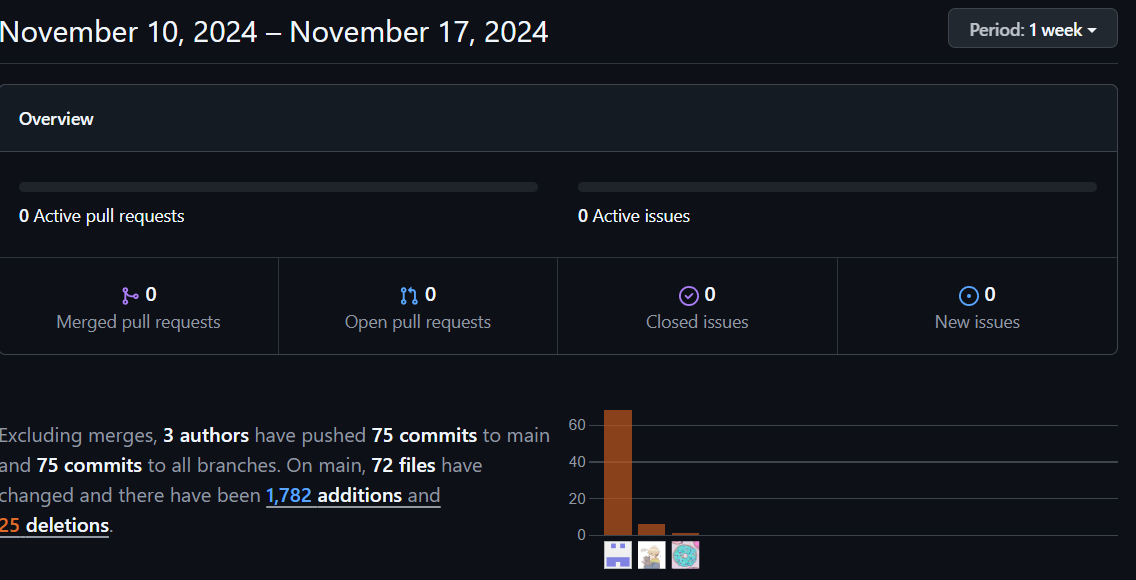 November 10, 2024 – November 17, 2024
Period: 1 week
Overview
0 Active pull requests
0 Active issues
0
Merged pull requests
0
Open pull requests
0
Closed issues
0
New issues
Excluding merges, 3 authors have pushed 75 commits to main
and 75 commits to all branches. On main, 72 files have
changed and there have been 1,782 additions and
25 deletions.
60
40
20
0